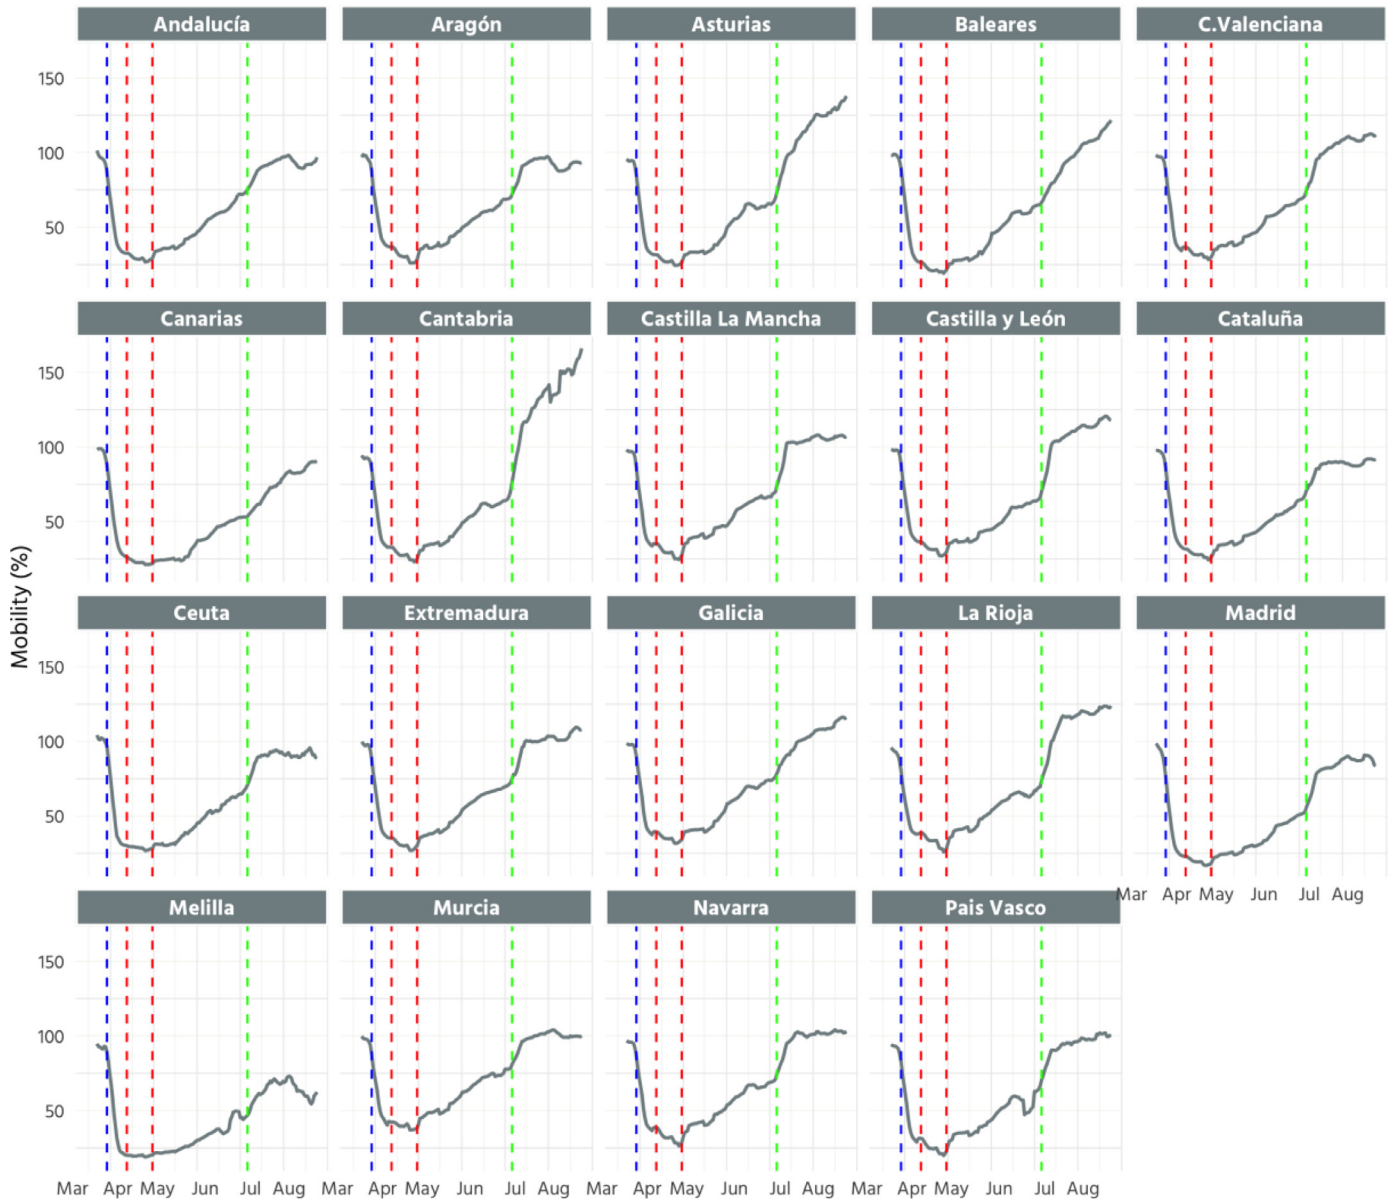 Andalucía Aragón Asturias Baleares C.Valenciana
150
100
50
Canarias Cantabria Castilla La Mancha Castilla y León Cataluña
150
100
50
Mobility (%)
Ceuta Extremadura Galicia La Rioja Madrid
150
100
50
Mar Apr May Jun Jul Aug
Melilla Murcia Navarra Pais Vasco
150
100
50
Mar Apr May Jun Jul Aug Mar Apr May Jun Jul Aug Mar Apr May Jun Jul Aug Mar Apr May Jun Jul Aug